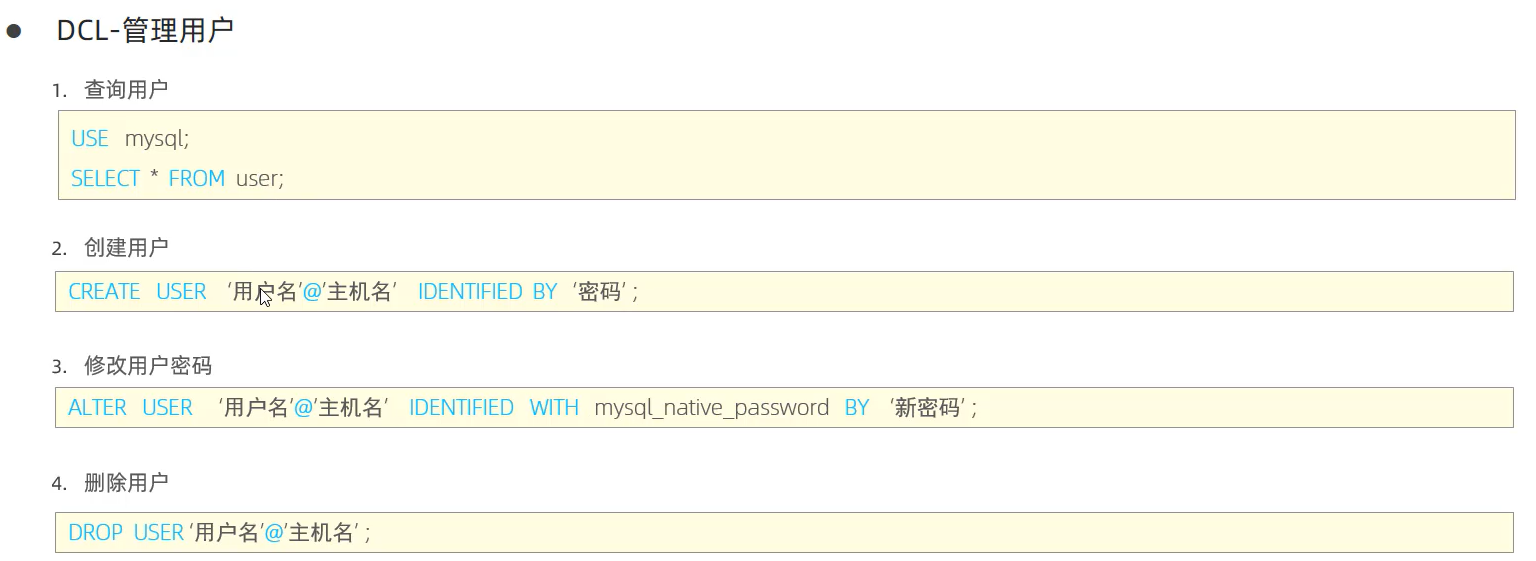 DCL-管理用户
1. 查询用户
USE mysql;
SELECT * FROM user;
2. 创建用户
CREATE USER ‘用户名’@’主机名’ IDENTIFIED BY ‘密码’ ;
3. 修改用户密码
ALTER USER ‘用户名’@’主机名’ IDENTIFIED WITH mysql_native_password BY ‘新密码’ ;
4. 删除用户
DROP USER ‘用户名’@’主机名’ ;